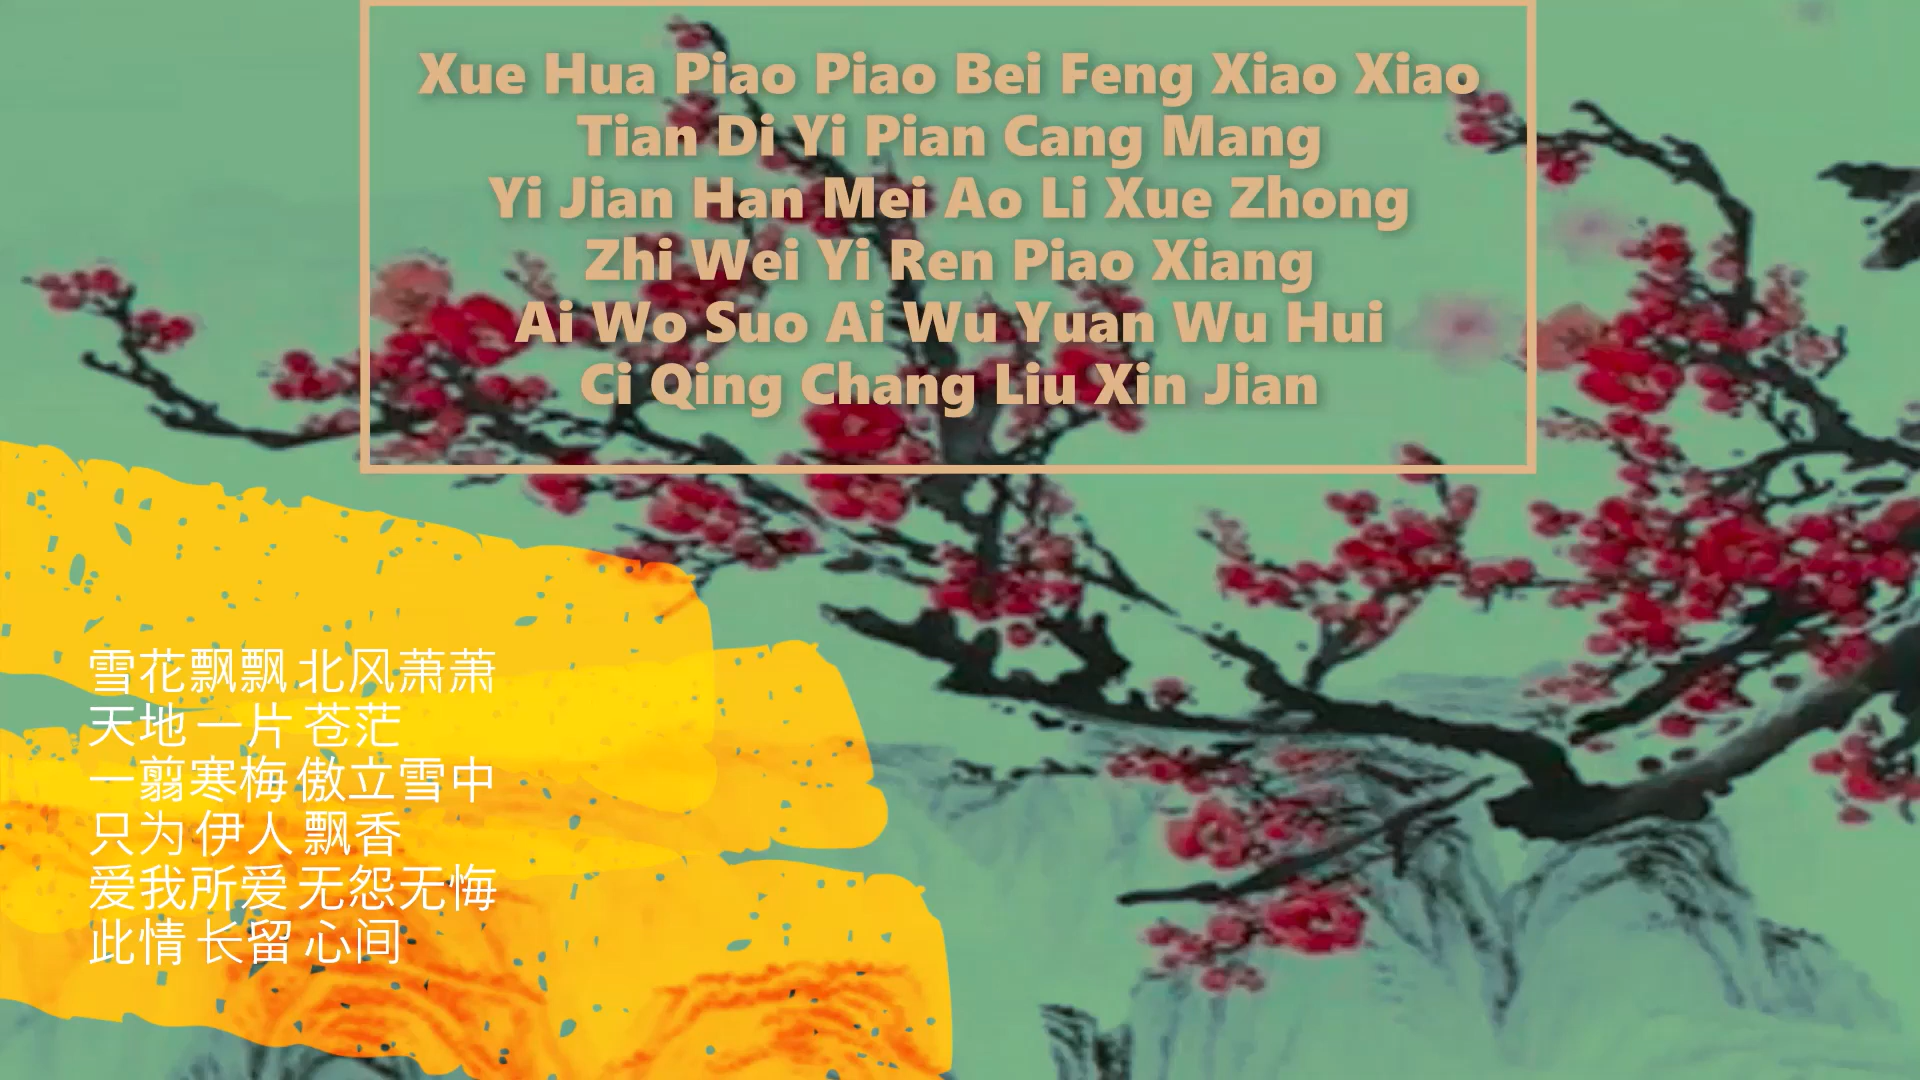 Xue Hua Piao Piao Bei Feng Xiao Xiao
Tian Di Yi Pian Cang Mang
Yi Jian Han Mei Ao Li Xue Zhong
Zhi Wei Yi Ren Piao Xiang
Ai Wo Suo Ai Wu Yuan Wu Hui
Ci Qing Chang Liu Xin Jian
雪花飘飘 北风萧萧
天地 一片 苍茫
一翦寒梅 傲立雪中
只为 伊人 飘香
爱我所爱 无怨无悔
此情 长留 心间